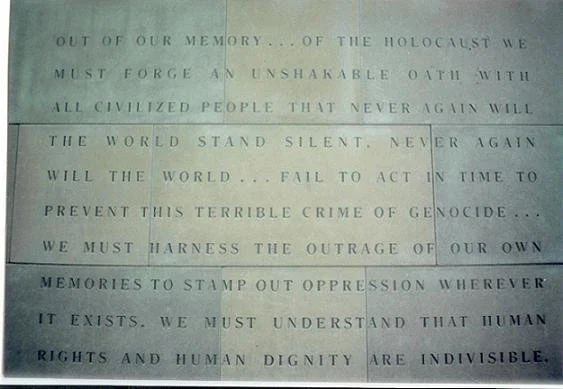 OUT OF OUR MEMORY... OF THE HOLOCAUST WE
MUST FORGE AN UNSHAKABLE OATH WITH
ALL CIVILIZED PEOPLE THAT NEVER AGAIN WILL
THE WORLD STAND SILENT. NEVER AGAIN
WILL THE WORLD... FAIL TO ACT IN TIME TO
PREVENT THIS TERRIBLE CRIME OF GENOCIDE...
WE MUST HARNESS THE OUTRAGE OF OUR OWN
MEMORIES TO STAMP OUT OPPRESSION WHEREVER
IT EXISTS. WE MUST UNDERSTAND THAT HUMAN
RIGHTS AND HUMAN DIGNITY ARE INDIVISIBLE.